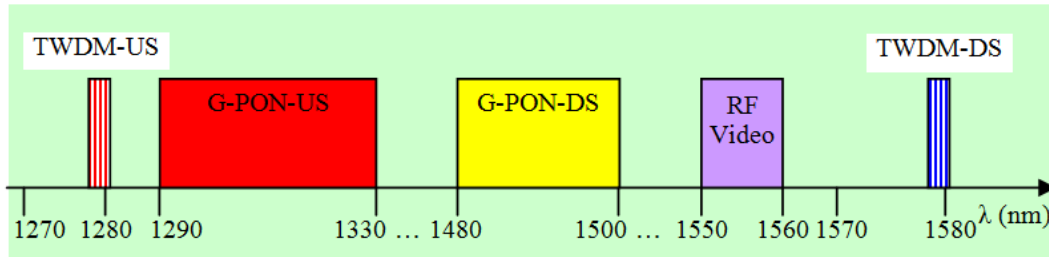 TWDM-US
TWDM-DS
G-PON-US
G-PON-DS
RF
Video
1270 1280 1290 1330 ... 1480 1500 ... 1550 1560 1570 1580 λ (nm)